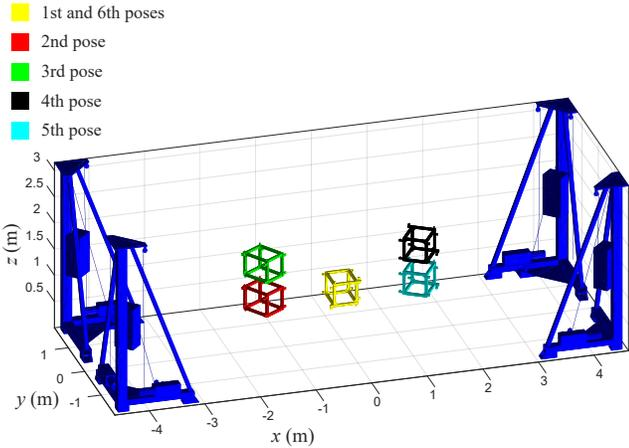 1st and 6th poses
2nd pose
3rd pose
4th pose
5th pose
3
2.5
2
1.5
1
0.5
z (m)
1
0
-1
y (m)
-4
-3
-2
-1
0
1
2
3
4
x (m)